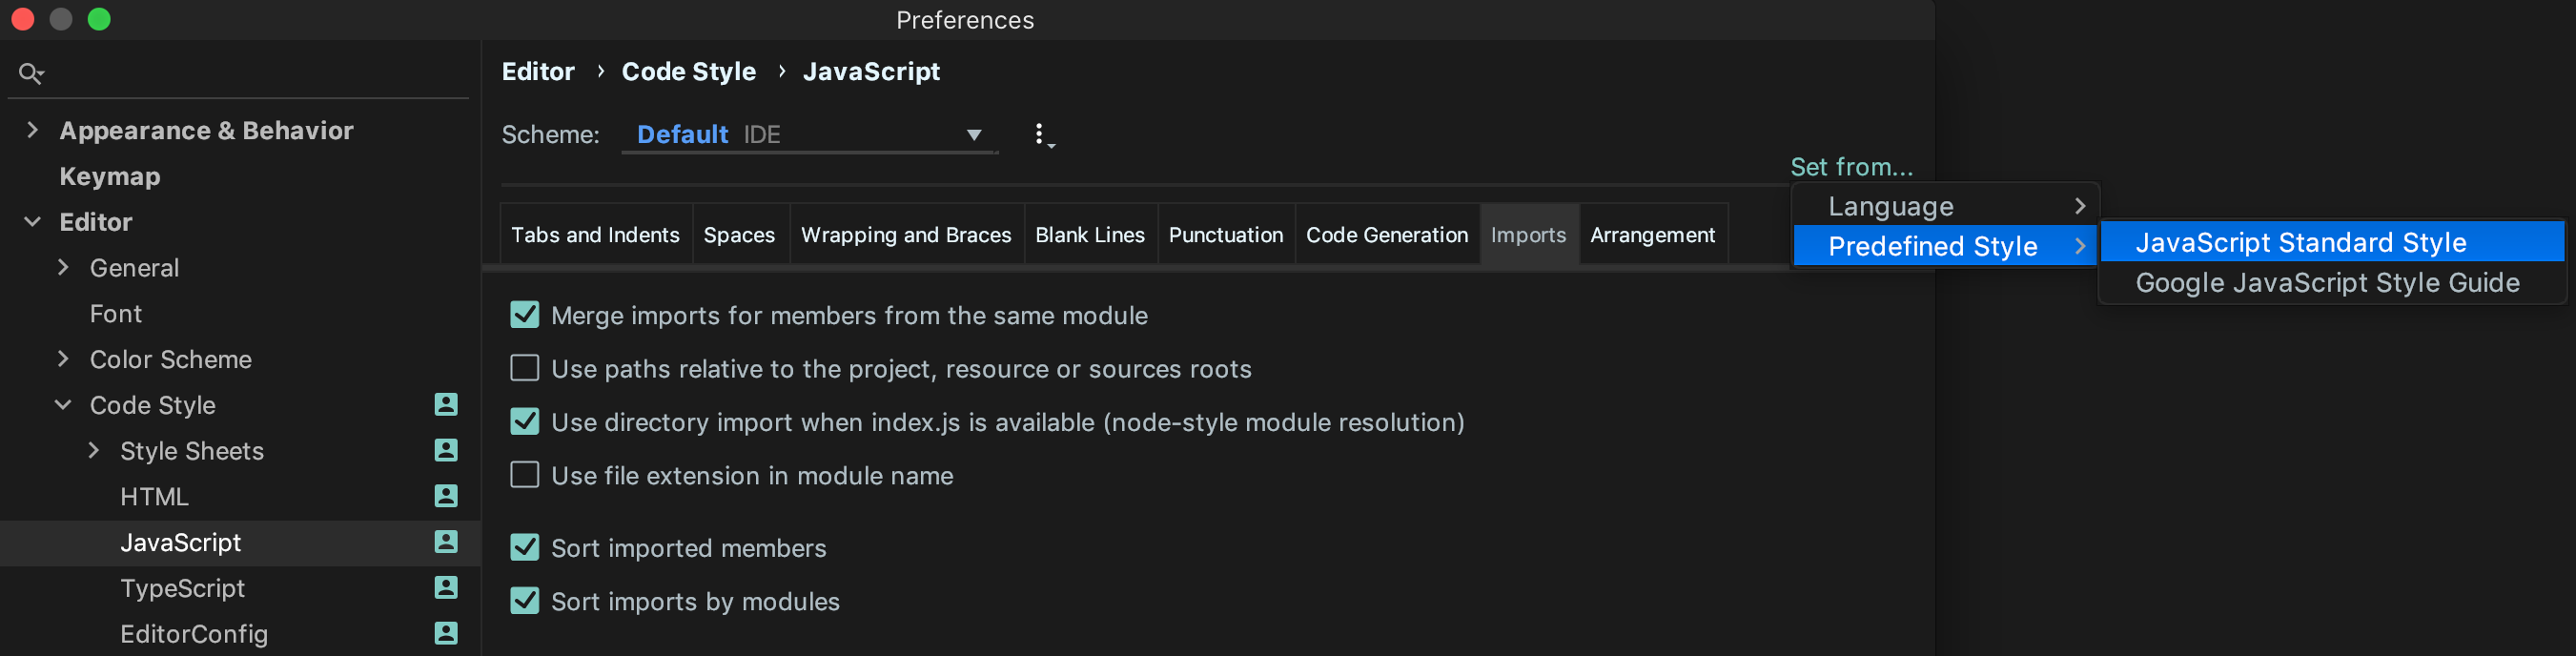 Preferences
Appearance & Behavior
Keymap
Editor
General
Font
Color Scheme
Code Style
Style Sheets
HTML
JavaScript
TypeScript
EditorConfig
Editor › Code Style › JavaScript
Scheme: Default IDE
Set from...
Tabs and Indents Spaces Wrapping and Braces Blank Lines Punctuation Code Generation Imports Arrangement
Language
Predefined Style
JavaScript Standard Style
Google JavaScript Style Guide
Merge imports for members from the same module
Use paths relative to the project, resource or sources roots
Use directory import when index.js is available (node-style module resolution)
Use file extension in module name
Sort imported members
Sort imports by modules